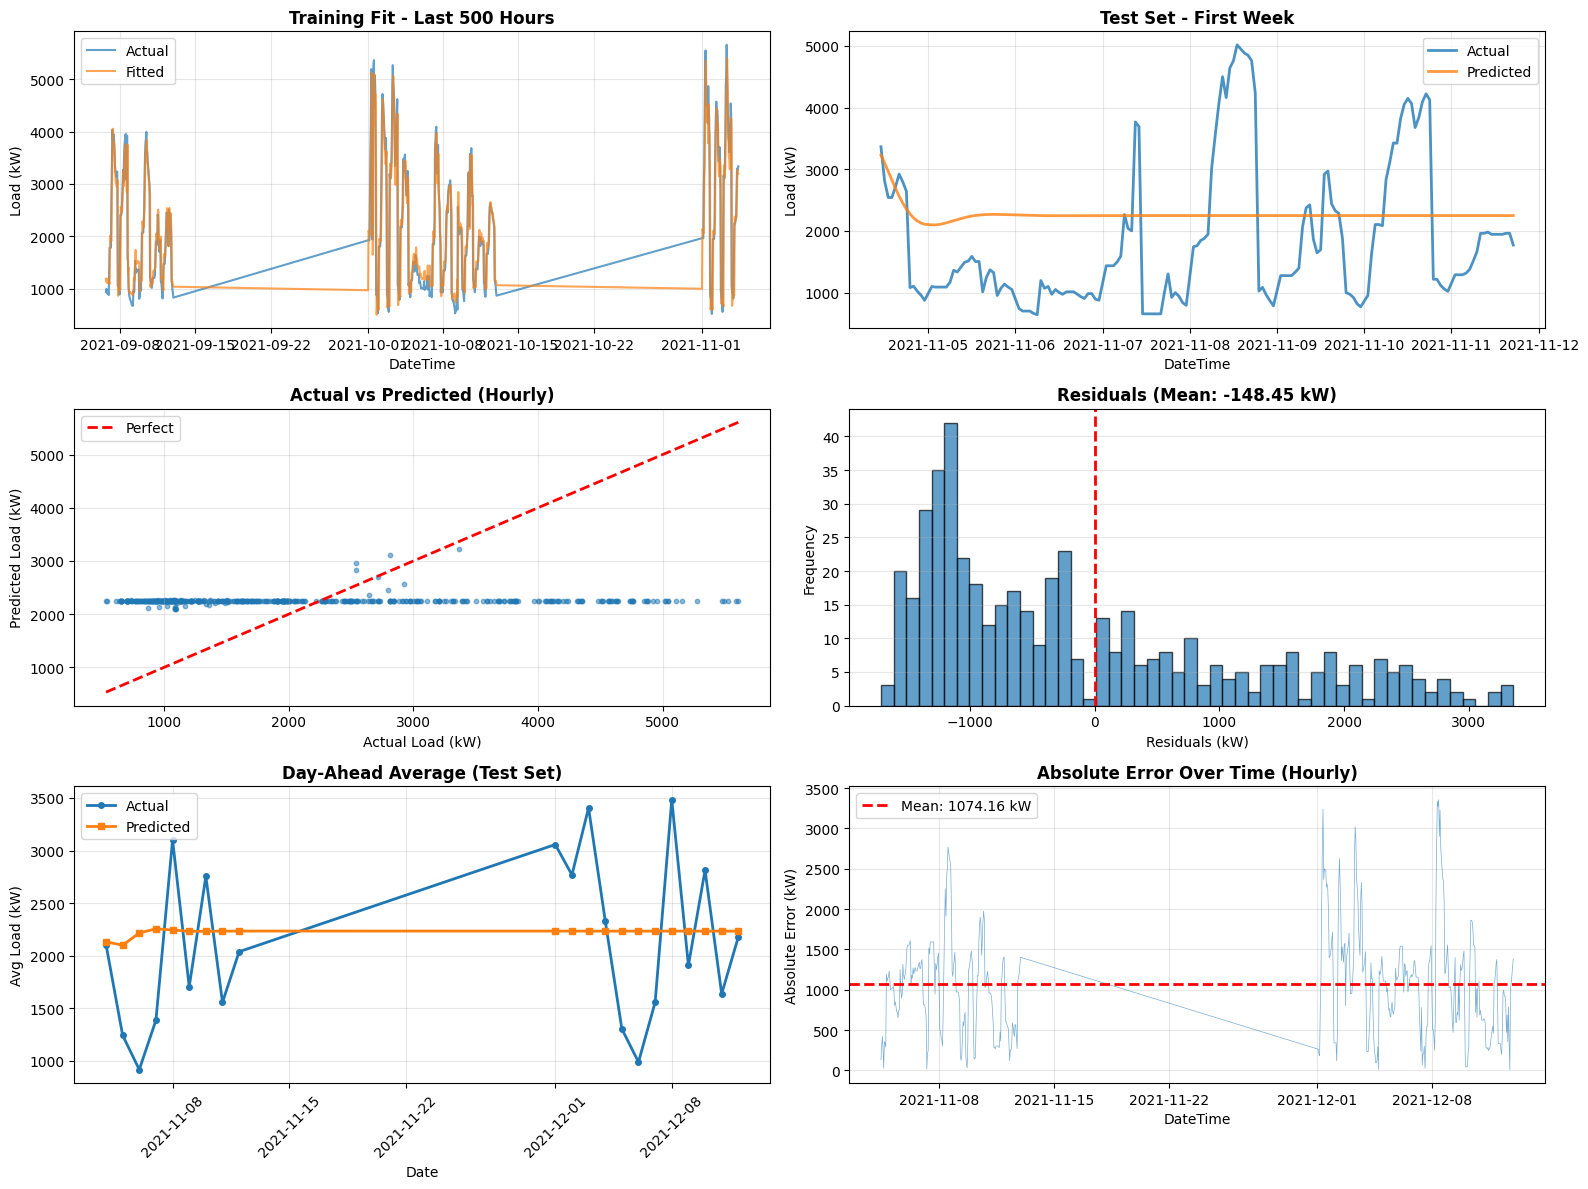 Training Fit - Last 500 Hours
Actual
Fitted
Load (kW)
5000
4000
3000
2000
1000
2021-09-08
2021-09-15
2021-09-22
2021-10-01
2021-10-08
2021-10-15
2021-10-22
2021-11-01
DateTime
Test Set - First Week
Actual
Predicted
Load (kW)
5000
4000
3000
2000
1000
2021-11-05
2021-11-06
2021-11-07
2021-11-08
2021-11-09
2021-11-10
2021-11-11
2021-11-12
DateTime
Actual vs Predicted (Hourly)
Perfect
Predicted Load (kW)
5000
4000
3000
2000
1000
1000
2000
3000
4000
5000
Actual Load (kW)
Residuals (Mean: -148.45 kW)
Frequency
40
35
30
25
20
15
10
5
0
−1000
0
1000
2000
3000
Residuals (kW)
Day-Ahead Average (Test Set)
Actual
Predicted
Avg Load (kW)
3500
3000
2500
2000
1500
1000
2021-11-08
2021-11-15
2021-11-22
2021-12-01
2021-12-08
Date
Absolute Error Over Time (Hourly)
Mean: 1074.16 kW
Absolute Error (kW)
3500
3000
2500
2000
1500
1000
500
0
2021-11-08
2021-11-15
2021-11-22
2021-12-01
2021-12-08
DateTime